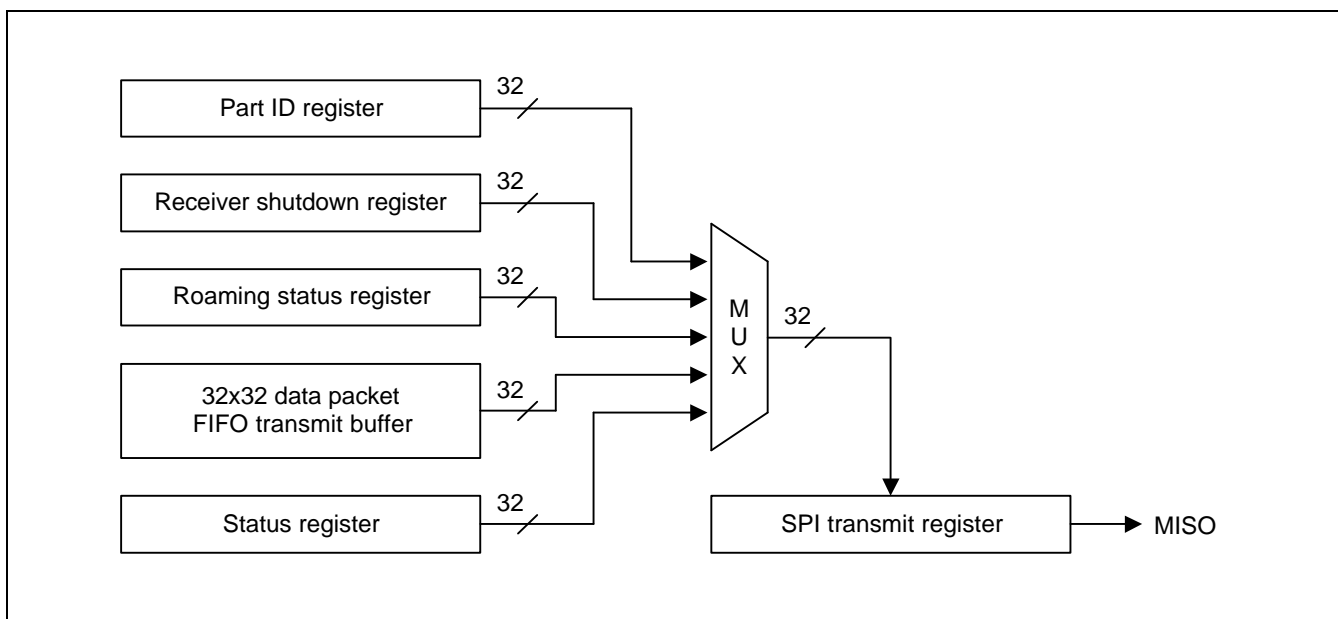 32
Part ID register
32
Receiver shutdown register
32
Roaming status register
32x32 data packet
FIFO transmit buffer
32
Status register
32
M
U
X
32
SPI transmit register
MISO